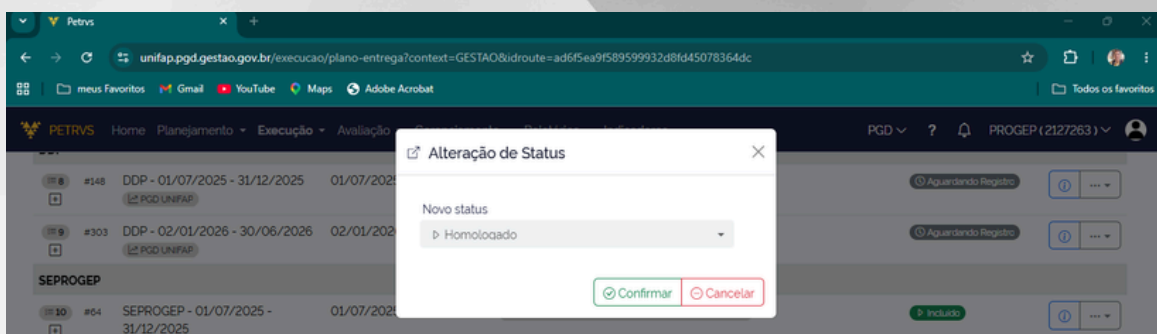 Petrvs
unifap.pgd.gestao.gov.br/execucao/plano-entrega?context=GESTAO&idroute=ad6f5ea9f589599932d8fd45078364dc
meus Favoritos Gmail YouTube Maps Adobe Acrobat Todos os favoritos
PETRVS Home Planejamento Execução Avaliação PGD ? PROGEP (2127263)
Alteração de Status
8 #148 DDP - 01/07/2025 - 31/12/2025 01/07/202 Aguardando Registro
PGD UNIFAP
Novo status
Homologado
9 #303 DDP - 02/01/2026 - 30/06/2026 02/01/202 Aguardando Registro
PGD UNIFAP
SEPROGEP
Confirmar Cancelar
10 #64 SEPROGEP - 01/07/2025 - 01/07/202 Incluído
31/12/2025